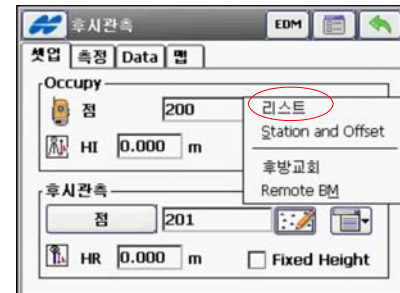 후시관측 EDM
셋업 측정 Data 맵
Occupy
점 200
HI 0.000 m
리스트
Station and Offset
후방교회
Remote BM
후시관측
점 201
HR 0.000 m Fixed Height